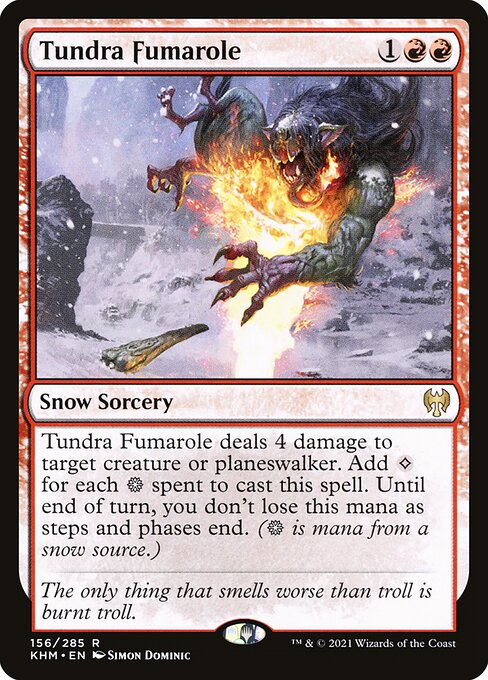 Tundra Fumarole 1
Snow Sorcery
Tundra Fumarole deals 4 damage to
target creature or planeswalker. Add
for each spent to cast this spell. Until
end of turn, you don't lose this mana as
steps and phases end. ( is mana from a
snow source.)
The only thing that smells worse than troll is
burnt troll.
156/285 R
KHM • EN Simon Dominic
™ & © 2021 Wizards of the Coast